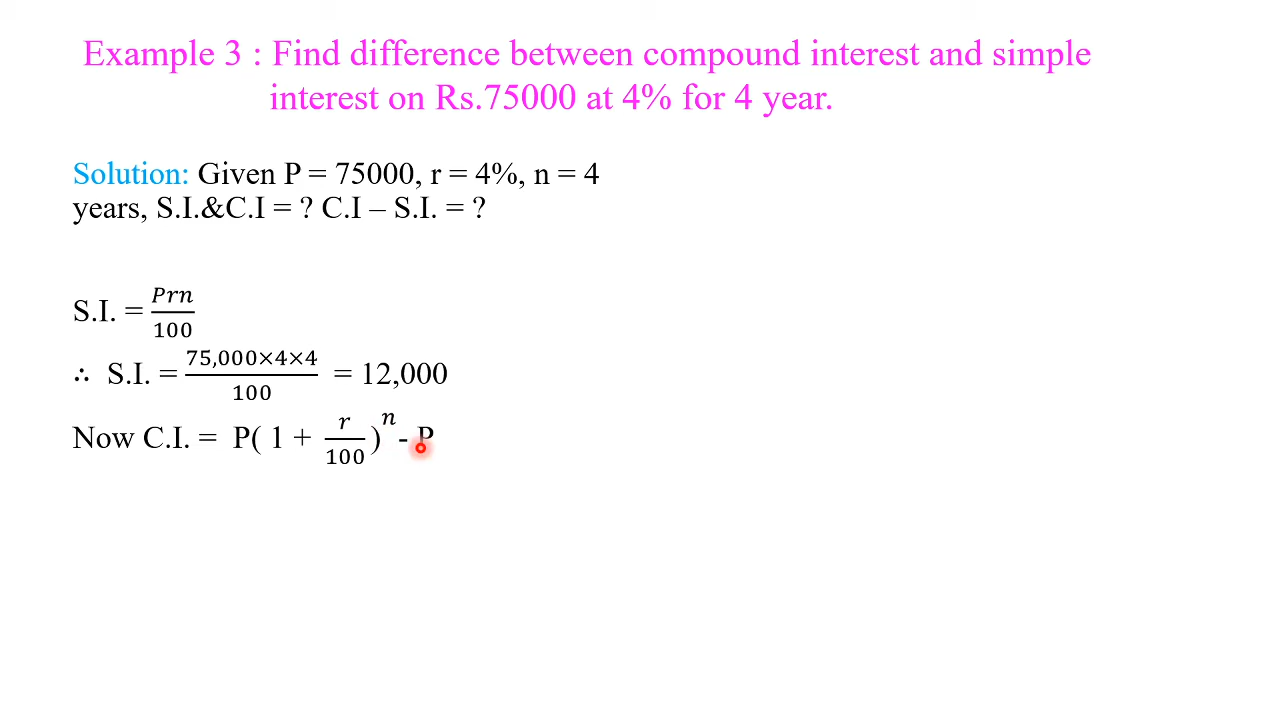 Example 3 : Find difference between compound interest and simple
interest on Rs.75000 at 4% for 4 year.
Solution: Given P = 75000, r = 4%, n = 4
years, S.I.&C.I = ? C.I – S.I. = ?
S.I. = 𝑃𝑟𝑛/100
∴ S.I. = 75,000×4×4/100 = 12,000
Now C.I. = P( 1 + 𝑟/100)^𝑛 - P